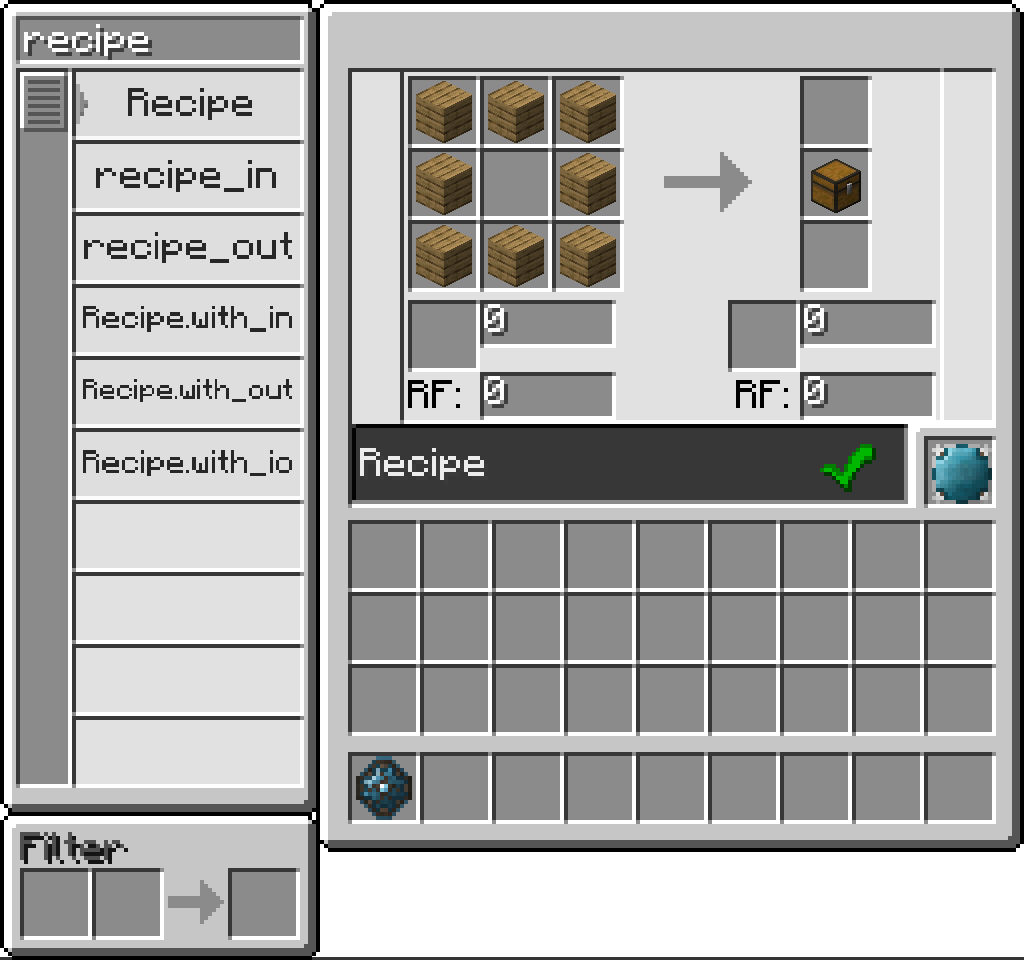 recipe
Recipe
recipe_in
recipe_out
Recipe.with_in
Recipe.with_out
Recipe.with_io
Filter
0
0
RF: 0
RF: 0
Recipe